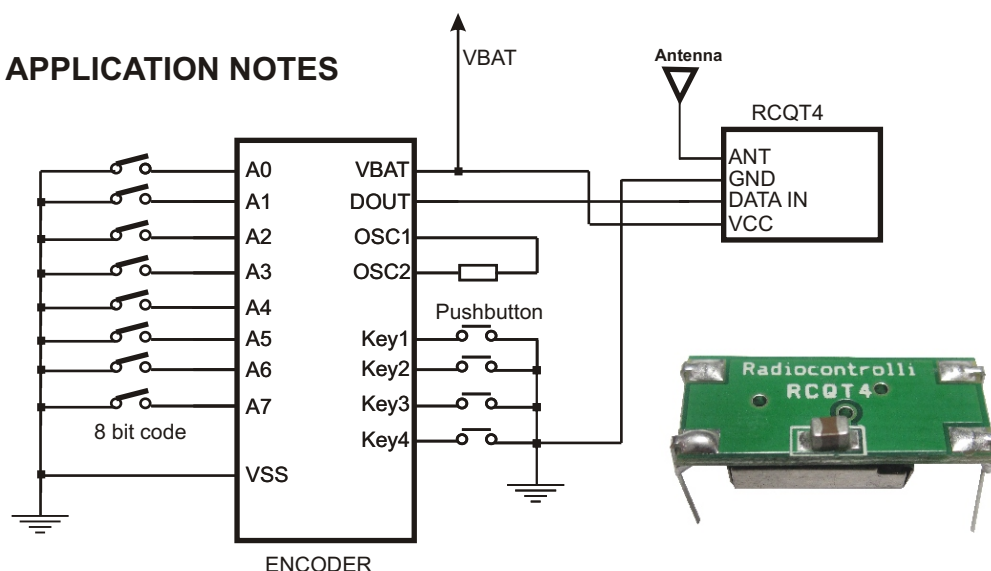 APPLICATION NOTES
VBAT
Antenna
RCQT4
ANT
GND
DATA IN
VCC
A0
A1
A2
A3
A4
A5
A6
A7
8 bit code
VSS
VBAT
DOUT
OSC1
OSC2
Pushbutton
Key1
Key2
Key3
Key4
ENCODER
Radiocontrolli
RCQT4